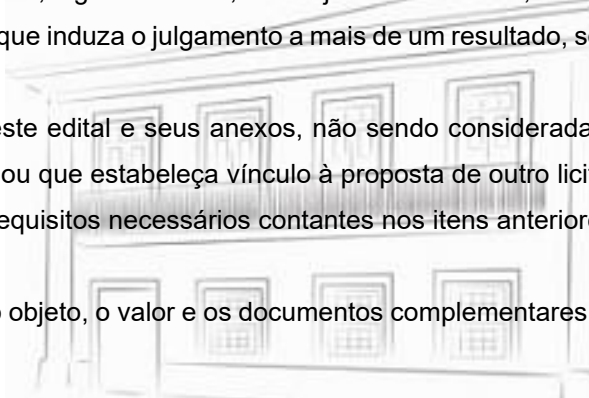 que induza o julgamento a mais de um resultado, s
este edital e seus anexos, não sendo considerada
ou que estabeleça vínculo à proposta de outro lici
equisitos necessários contantes nos itens anterior
objeto, o valor e os documentos complementares